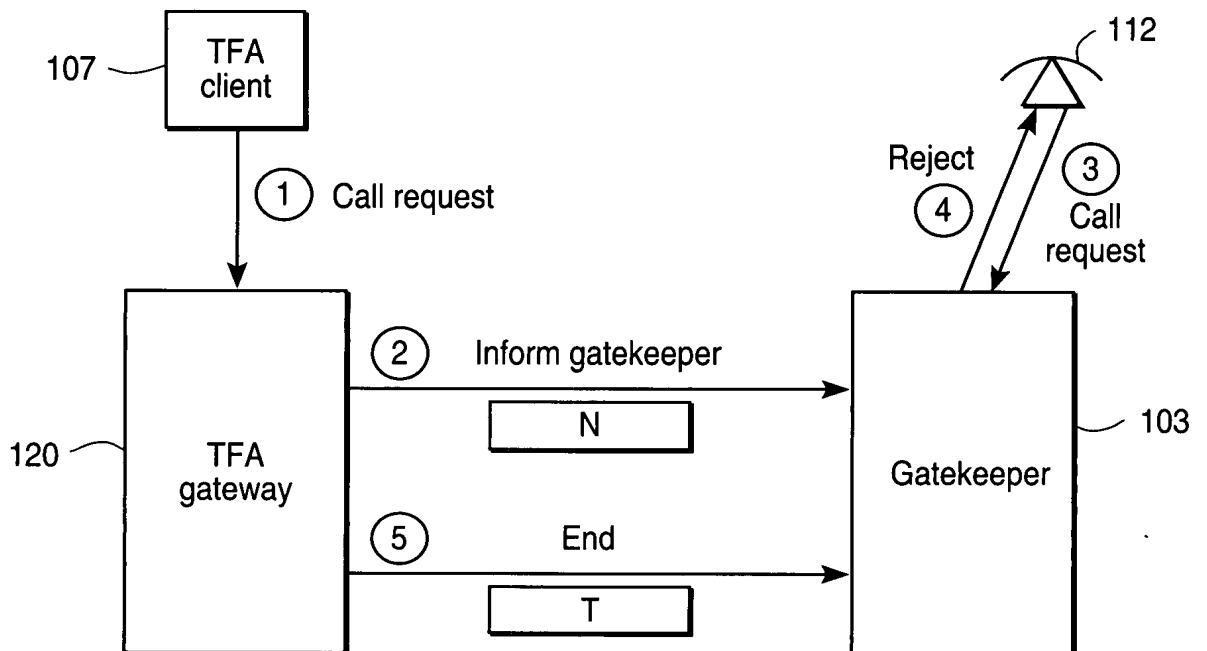 107
TFA
client
112
1
Call request
Reject
4
3
Call
request
2
Inform gatekeeper
N
120
TFA
gateway
Gatekeeper
103
5
End
T